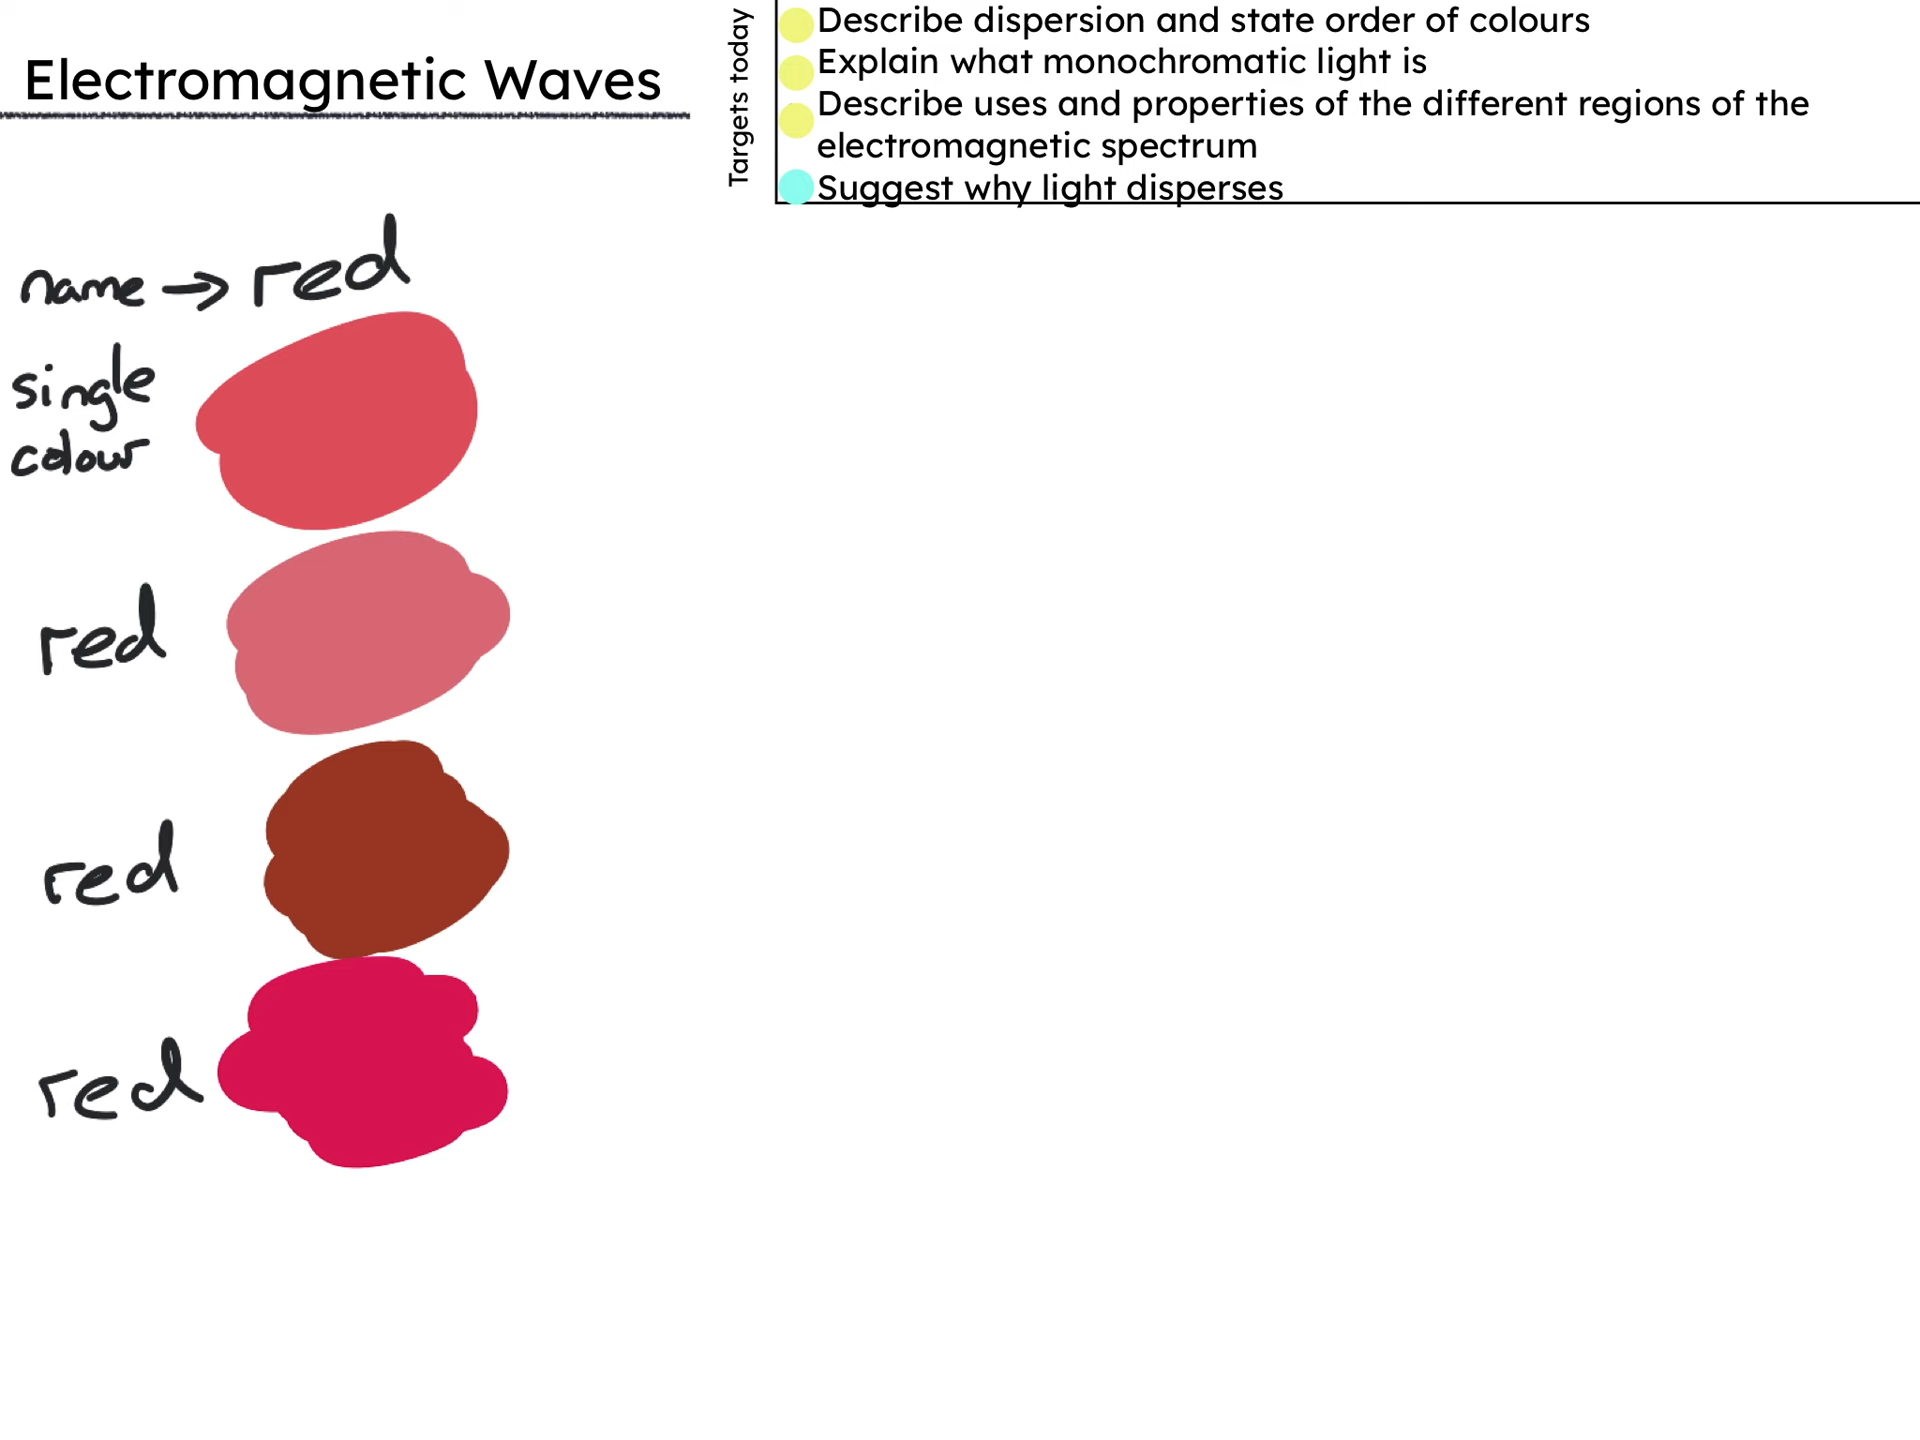 Electromagnetic Waves
Targets today
Describe dispersion and state order of colours
Explain what monochromatic light is
Describe uses and properties of the different regions of the
electromagnetic spectrum
Suggest why light disperses
name → red
single
colour
red
red
red